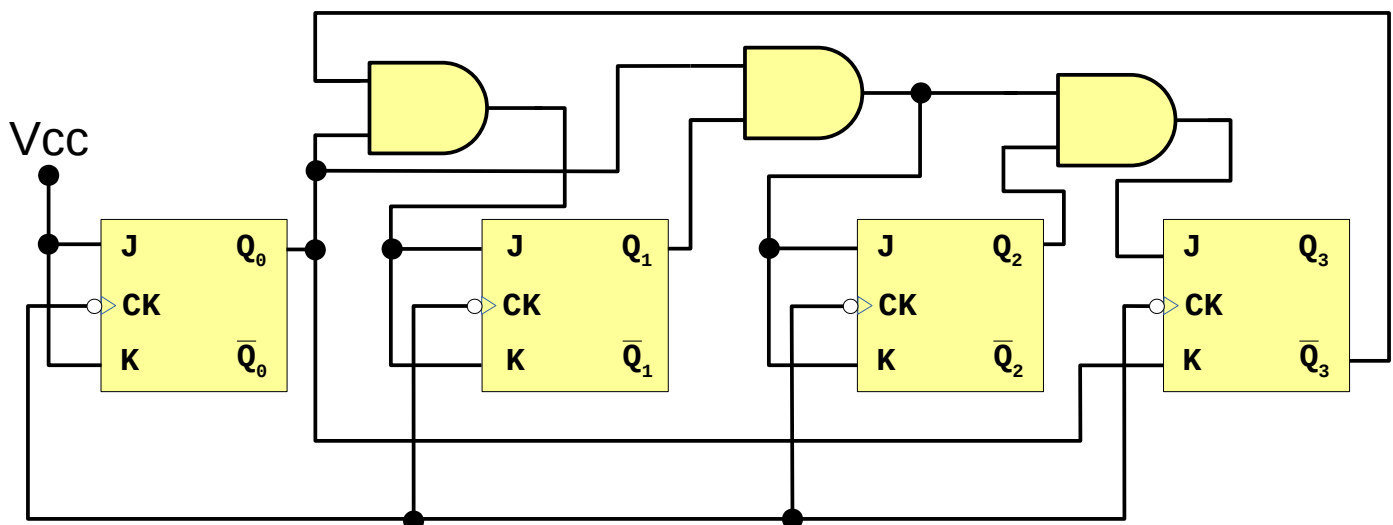 Vcc
J Q₀ J Q₁ J Q₂ J Q₃
CK CK CK CK
K Q̅₀ K Q̅₁ K Q̅₂ K Q̅₃